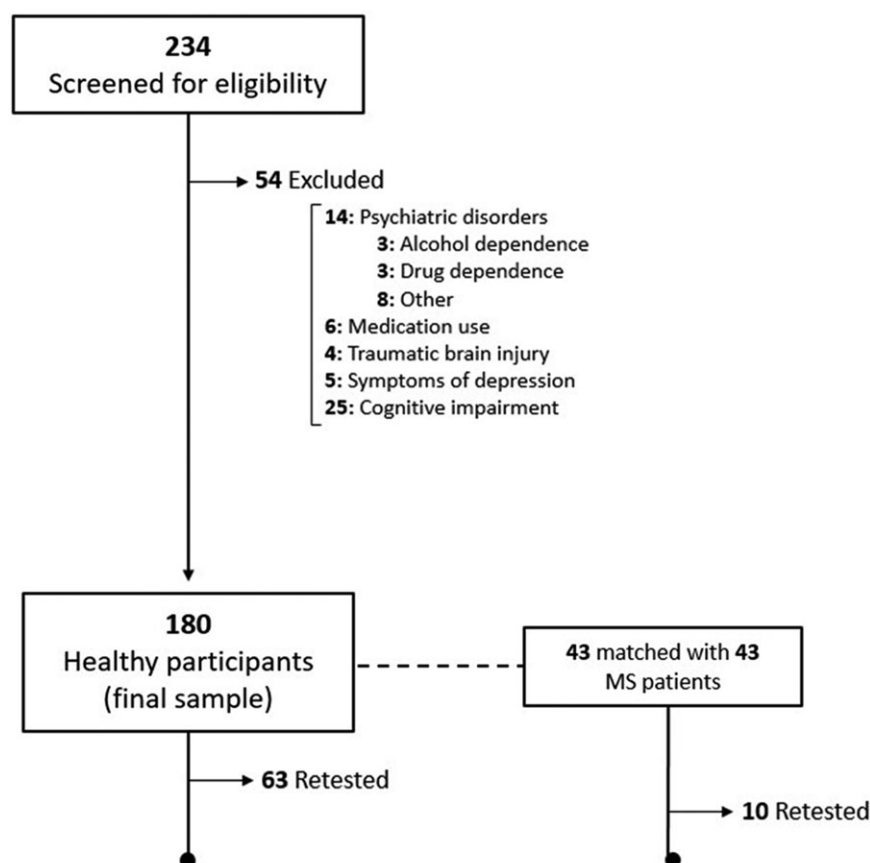 234
Screened for eligibility
54 Excluded
14: Psychiatric disorders
3: Alcohol dependence
3: Drug dependence
8: Other
6: Medication use
4: Traumatic brain injury
5: Symptoms of depression
25: Cognitive impairment
180
Healthy participants
(final sample)
43 matched with 43
MS patients
63 Retested
10 Retested